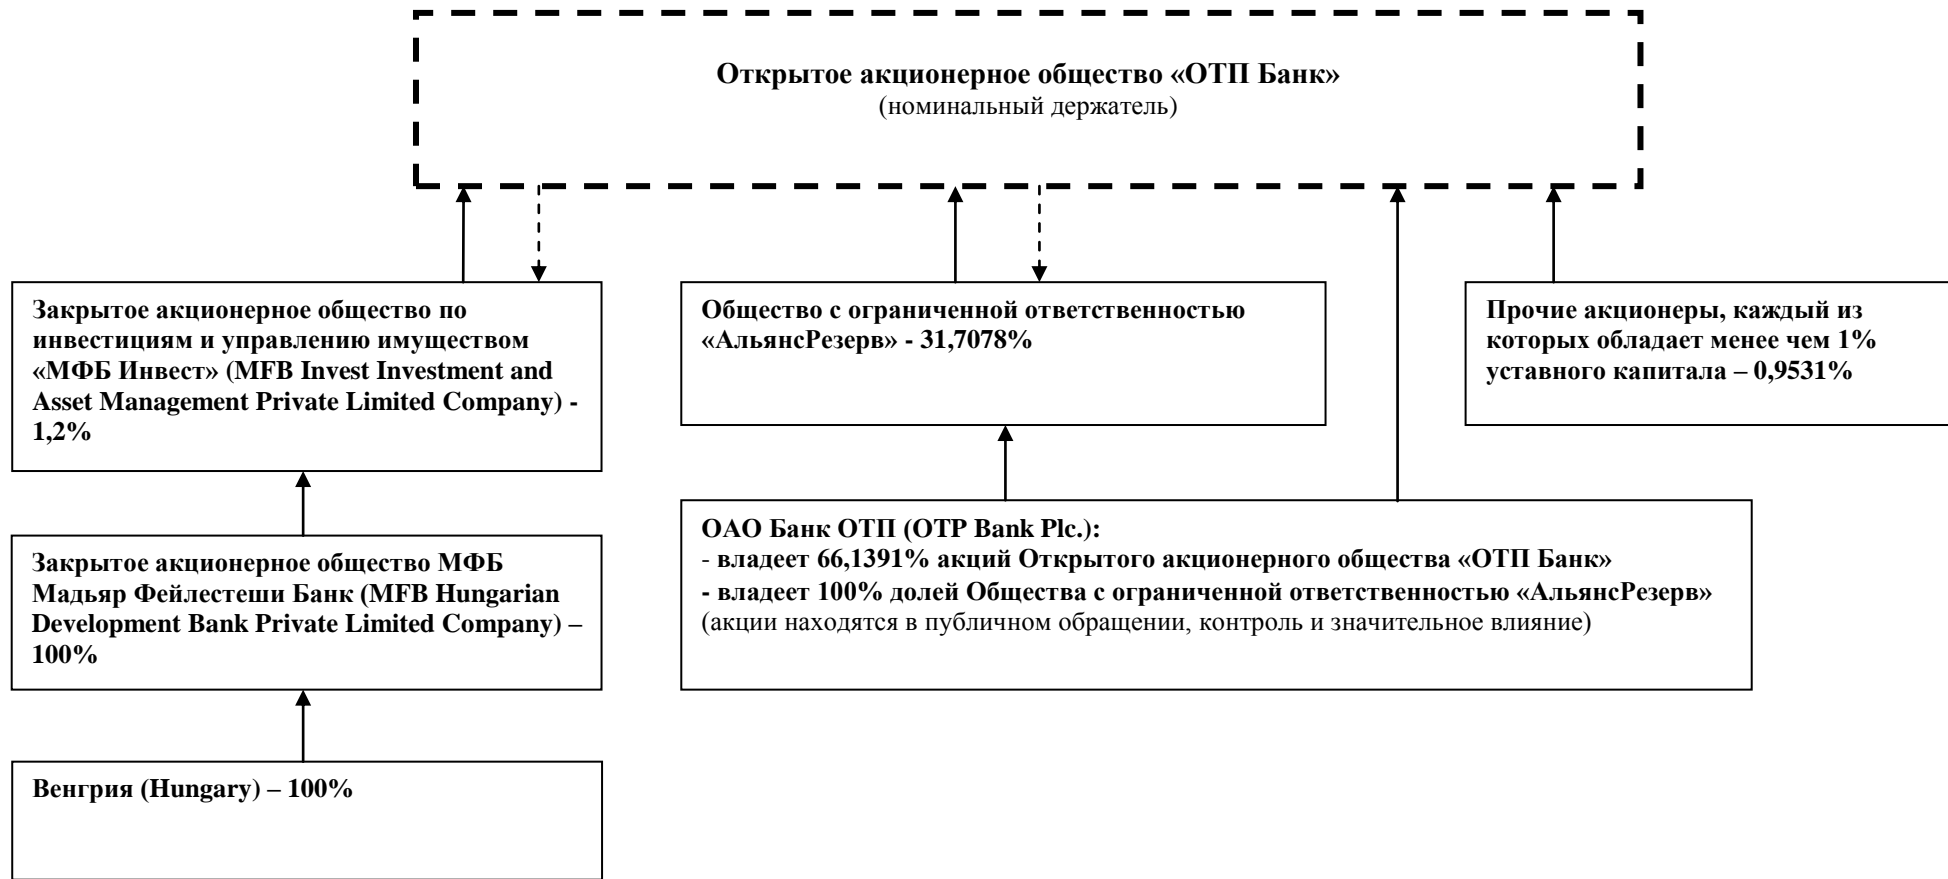 Открытое акционерное общество «ОТП Банк»
(номинальный держатель)
Закрытое акционерное общество по
инвестициям и управлению имуществом
«МФБ Инвест» (MFB Invest Investment and
Asset Management Private Limited Company) -
1,2%
Общество с ограниченной ответственностью
«АльянсРезерв» - 31,7078%
Прочие акционеры, каждый из
которых обладает менее чем 1%
уставного капитала – 0,9531%
Закрытое акционерное общество МФБ
Мадьяр Фейлестеши Банк (MFB Hungarian
Development Bank Private Limited Company) –
100%
ОАО Банк ОТП (OTP Bank Plc.):
- владеет 66,1391% акций Открытого акционерного общества «ОТП Банк»
- владеет 100% долей Общества с ограниченной ответственностью «АльянсРезерв»
(акции находятся в публичном обращении, контроль и значительное влияние)
Венгрия (Hungary) – 100%